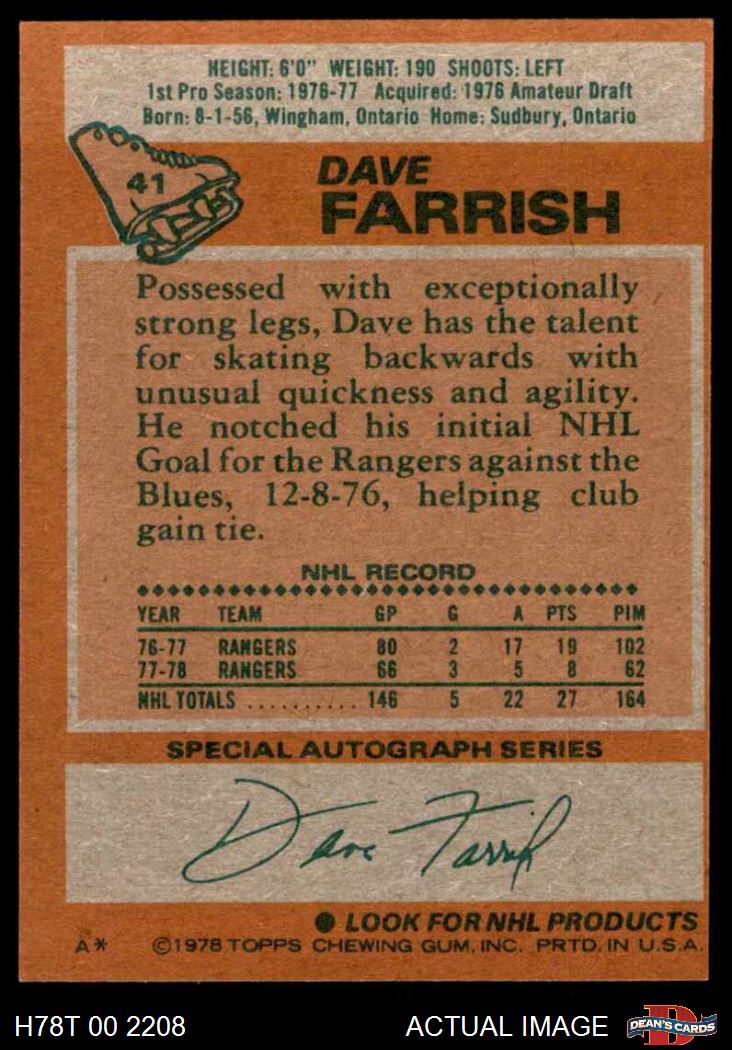 HEIGHT: 6'0" WEIGHT: 190 SHOOTS: LEFT
1st Pro Season: 1976-77 Acquired: 1976 Amateur Draft
Born: 8-1-56, Wingham, Ontario Home: Sudbury, Ontario
41
DAVE
FARRISH
Possessed with exceptionally
strong legs, Dave has the talent
for skating backwards with
unusual quickness and agility.
He notched his initial NHL
Goal for the Rangers against the
Blues, 12-8-76, helping club
gain tie.
NHL RECORD
YEAR TEAM GP G A PTS PIM
76-77 RANGERS 80 2 17 19 102
77-78 RANGERS 66 3 5 8 62
NHL TOTALS .......... 146 5 22 27 164
SPECIAL AUTOGRAPH SERIES
Dave Farrish
● LOOK FOR NHL PRODUCTS
A* ©1978 TOPPS CHEWING GUM, INC. PRTD. IN U.S.A.
H78T 00 2208 ACTUAL IMAGE D DEAN'S CARDS